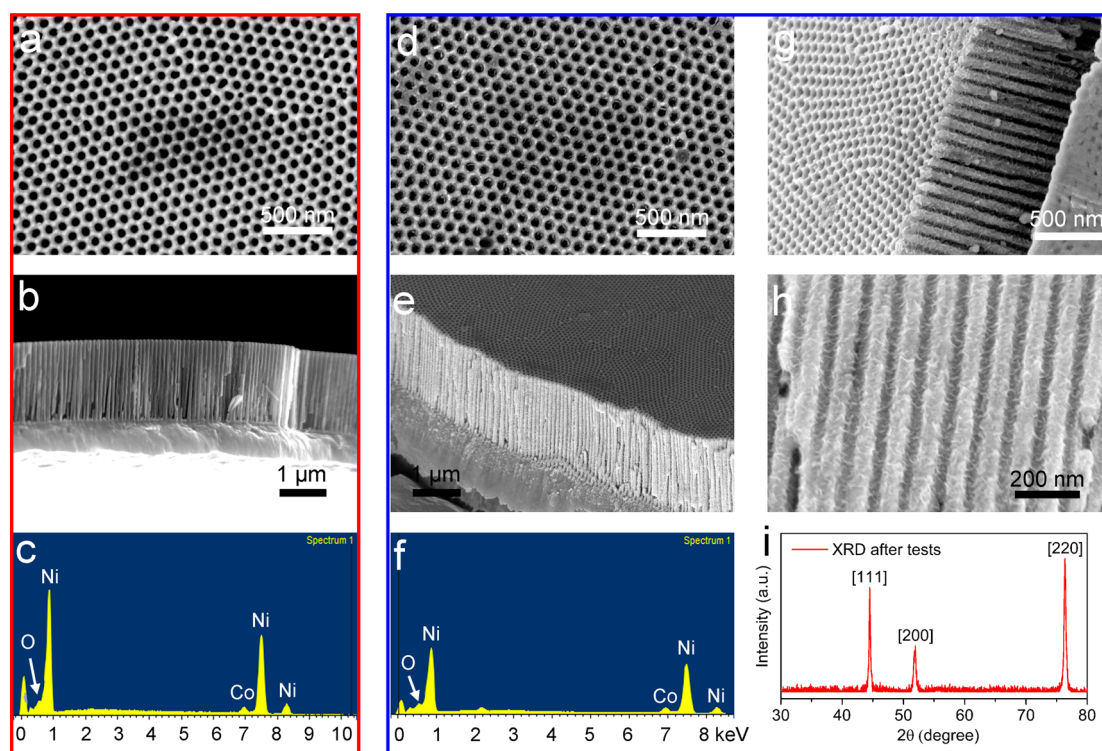 a
500 nm
d
500 nm
g
500 nm
b
1 µm
e
1 µm
h
200 nm
c
Spectrum 1
Ni
O
Ni
Co
Ni
0 1 2 3 4 5 6 7 8 9 10
f
Spectrum 1
Ni
O
Ni
Co
Ni
0 1 2 3 4 5 6 7 8 keV
i
XRD after tests
[111]
[200]
[220]
Intensity (a.u.)
30 40 50 60 70 80
2θ (degree)